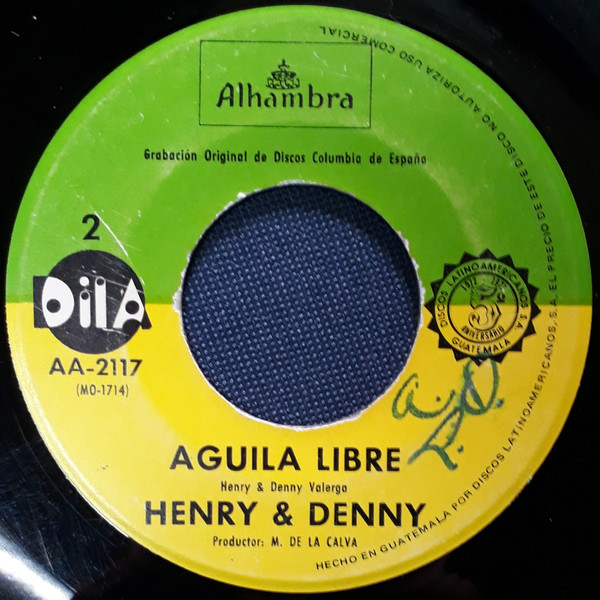 Alhambra
Grabación Original de Discos Columbia de España
2
DilA
AA-2117
(MO-1714)
DISCOS LATINOAMERICANOS, S.A.
5º
ANIVERSARIO
GUATEMALA
AGUILA LIBRE
Henry & Denny Valerga
HENRY & DENNY
Productor: M. DE LA CALVA
HECHO EN GUATEMALA POR DISCOS LATINOAMERICANOS, S.A. EL PRECIO DE ESTE DISCO NO AUTORIZA USO COMERCIAL